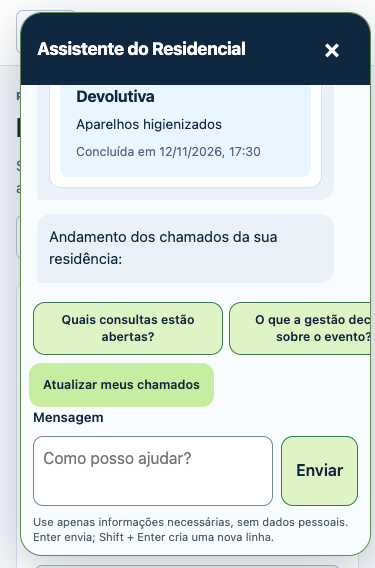 Assistente do Residencial
×
Devolutiva
Aparelhos higienizados
Concluída em 12/11/2026, 17:30
Andamento dos chamados da sua
residência:
Quais consultas estão
abertas?
O que a gestão
sobre o evento?
Atualizar meus chamados
Mensagem
Como posso ajudar?
Enviar
Use apenas informações necessárias, sem dados pessoais.
Enter envia; Shift + Enter cria uma nova linha.